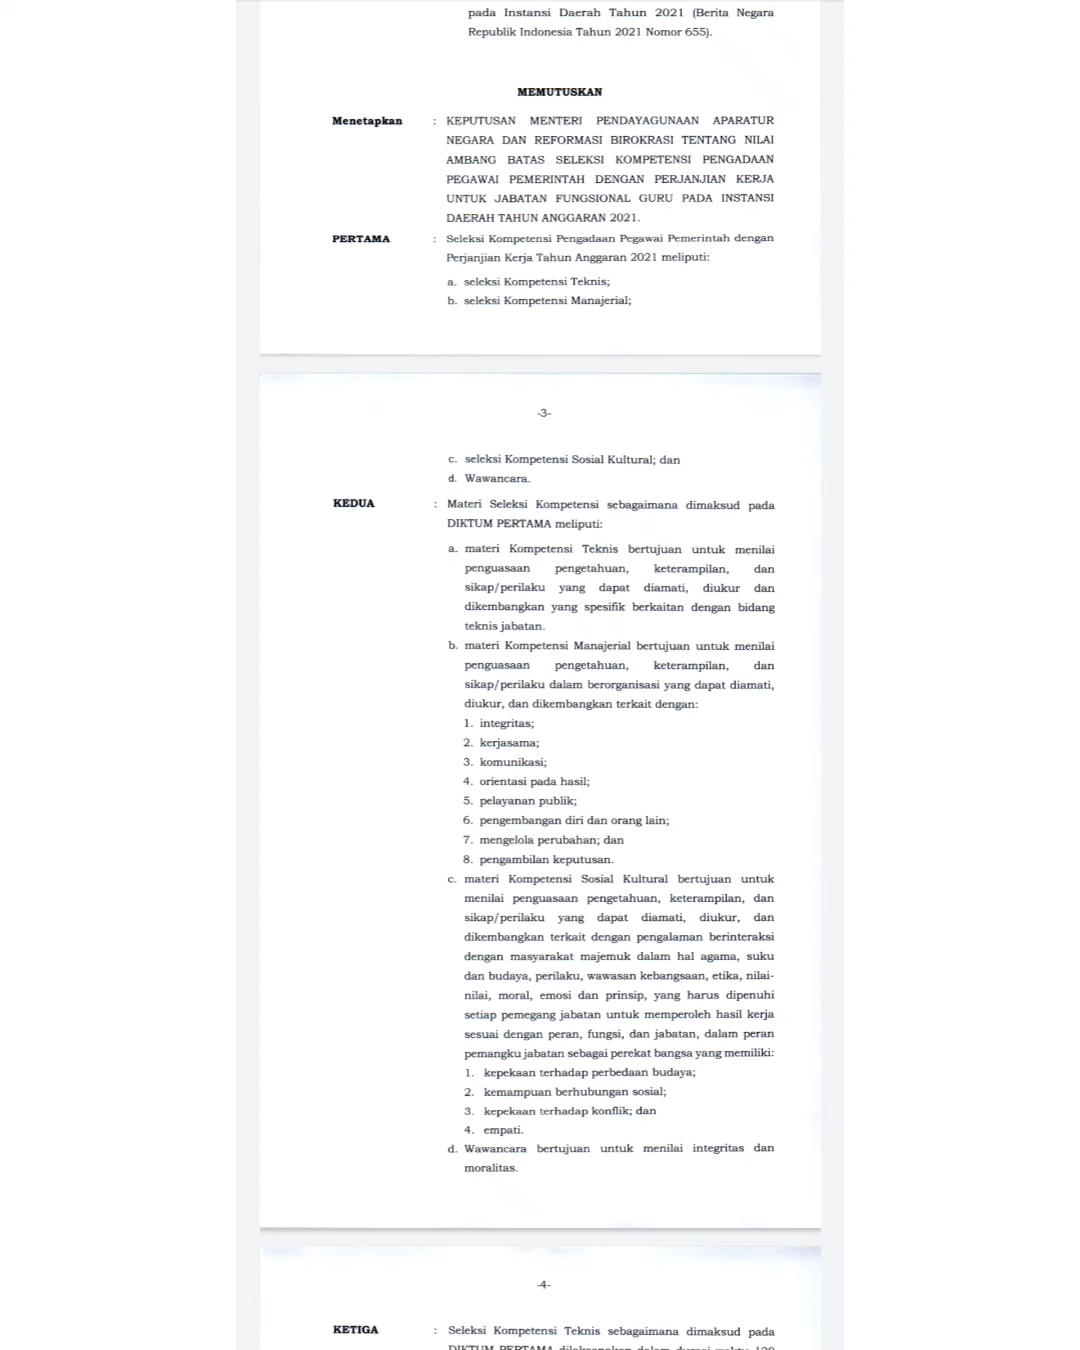 pada Instansi Daerah Tahun 2021 (Berita Negara
Republik Indonesia Tahun 2021 Nomor 655).
MEMUTUSKAN
Menetapkan : KEPUTUSAN MENTERI PENDAYAGUNAAN APARATUR
NEGARA DAN REFORMASI BIROKRASI TENTANG NILAI
AMBANG BATAS SELEKSI KOMPETENSI PENGADAAN
PEGAWAI PEMERINTAH DENGAN PERJANJIAN KERJA
UNTUK JABATAN FUNGSIONAL GURU PADA INSTANSI
DAERAH TAHUN ANGGARAN 2021.
PERTAMA : Seleksi Kompetensi Pengadaan Pegawai Pemerintah dengan
Perjanjian Kerja Tahun Anggaran 2021 meliputi:
a. seleksi Kompetensi Teknis;
b. seleksi Kompetensi Manajerial;
-3-
c. seleksi Kompetensi Sosial Kultural; dan
d. Wawancara.
KEDUA : Materi Seleksi Kompetensi sebagaimana dimaksud pada
DIKTUM PERTAMA meliputi:
a. materi Kompetensi Teknis bertujuan untuk menilai
penguasaan pengetahuan, keterampilan, dan
sikap/perilaku yang dapat diamati, diukur dan
dikembangkan yang spesifik berkaitan dengan bidang
teknis jabatan.
b. materi Kompetensi Manajerial bertujuan untuk menilai
penguasaan pengetahuan, keterampilan, dan
sikap/perilaku dalam berorganisasi yang dapat diamati,
diukur, dan dikembangkan terkait dengan:
1. integritas;
2. kerjasama;
3. komunikasi;
4. orientasi pada hasil;
5. pelayanan publik;
6. pengembangan diri dan orang lain;
7. mengelola perubahan; dan
8. pengambilan keputusan.
c. materi Kompetensi Sosial Kultural bertujuan untuk
menilai penguasaan pengetahuan, keterampilan, dan
sikap/perilaku yang dapat diamati, diukur, dan
dikembangkan terkait dengan pengalaman berinteraksi
dengan masyarakat majemuk dalam hal agama, suku
dan budaya, perilaku, wawasan kebangsaan, etika, nilai-
nilai, moral, emosi dan prinsip, yang harus dipenuhi
setiap pemegang jabatan untuk memperoleh hasil kerja
sesuai dengan peran, fungsi, dan jabatan, dalam peran
pemangku jabatan sebagai perekat bangsa yang memiliki:
1. kepekaan terhadap perbedaan budaya;
2. kemampuan berhubungan sosial;
3. kepekaan terhadap konflik; dan
4. empati.
d. Wawancara bertujuan untuk menilai integritas dan
moralitas.
-4-
KETIGA : Seleksi Kompetensi Teknis sebagaimana dimaksud pada
DIKTUM PERTAMA dilaksanakan dalam durasi waktu 120